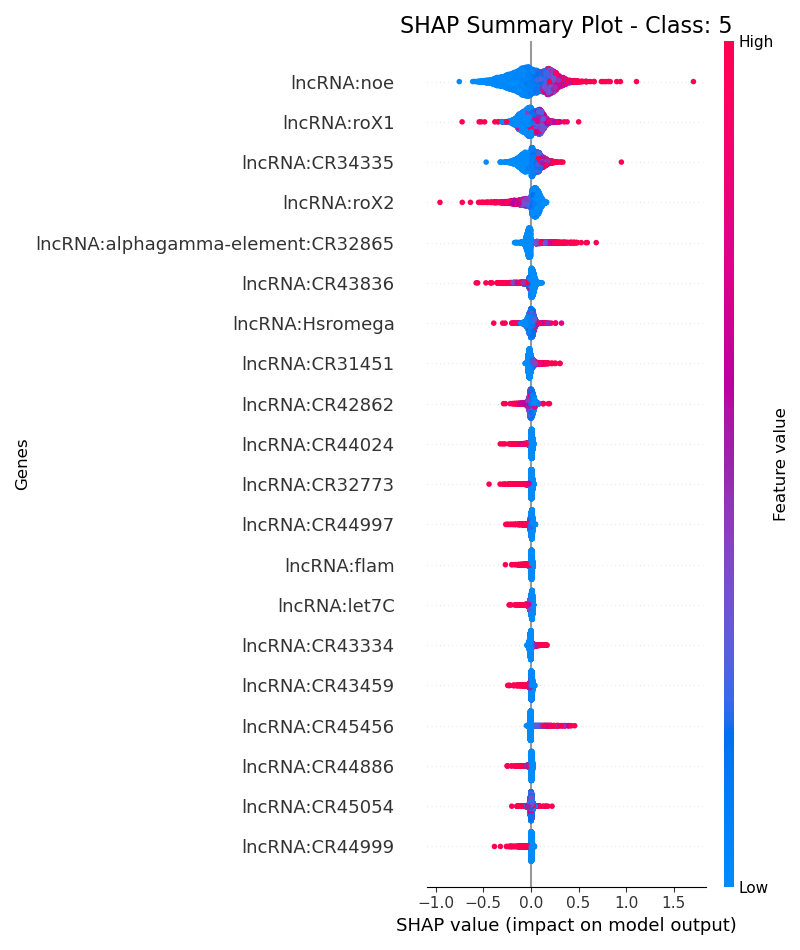 SHAP Summary Plot - Class: 5
High
lncRNA:noe
lncRNA:roX1
lncRNA:CR34335
lncRNA:roX2
lncRNA:alphagamma-element:CR32865
lncRNA:CR43836
lncRNA:Hsromega
lncRNA:CR31451
lncRNA:CR42862
lncRNA:CR44024
lncRNA:CR32773
lncRNA:CR44997
lncRNA:flam
lncRNA:let7C
lncRNA:CR43334
lncRNA:CR43459
lncRNA:CR45456
lncRNA:CR44886
lncRNA:CR45054
lncRNA:CR44999
Genes
Feature value
Low
−1.0 −0.5 0.0 0.5 1.0 1.5
SHAP value (impact on model output)